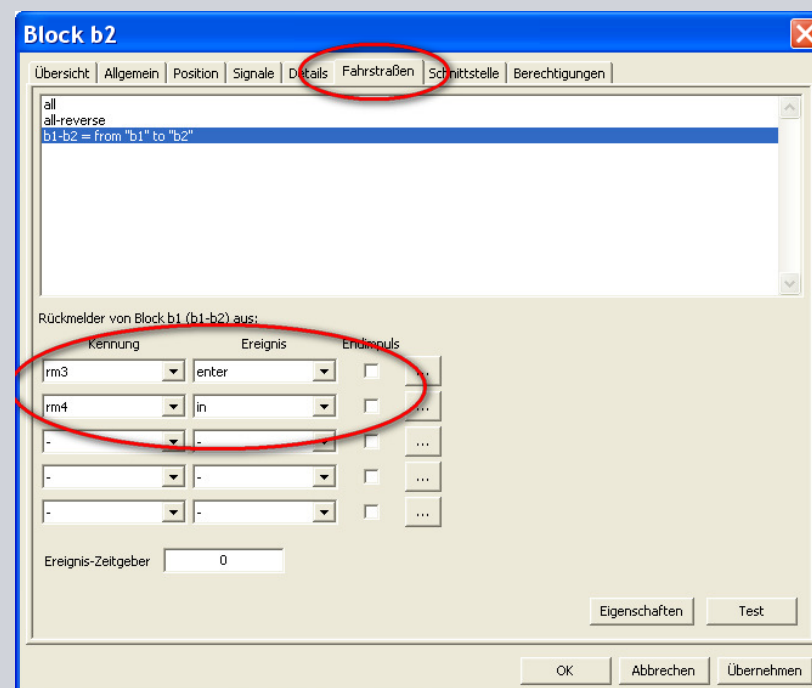 Block b2
Übersicht Allgemein Position Signale Details Fahrstraßen Schnittstelle Berechtigungen
all
all-reverse
b1-b2 = from "b1" to "b2"
Rückmelder von Block b1 (b1-b2) aus:
Kennung Ereignis Endimpuls
rm3 enter ...
rm4 in ...
- - ...
- - ...
- - ...
Ereignis-Zeitgeber 0
Eigenschaften Test
OK Abbrechen Übernehmen